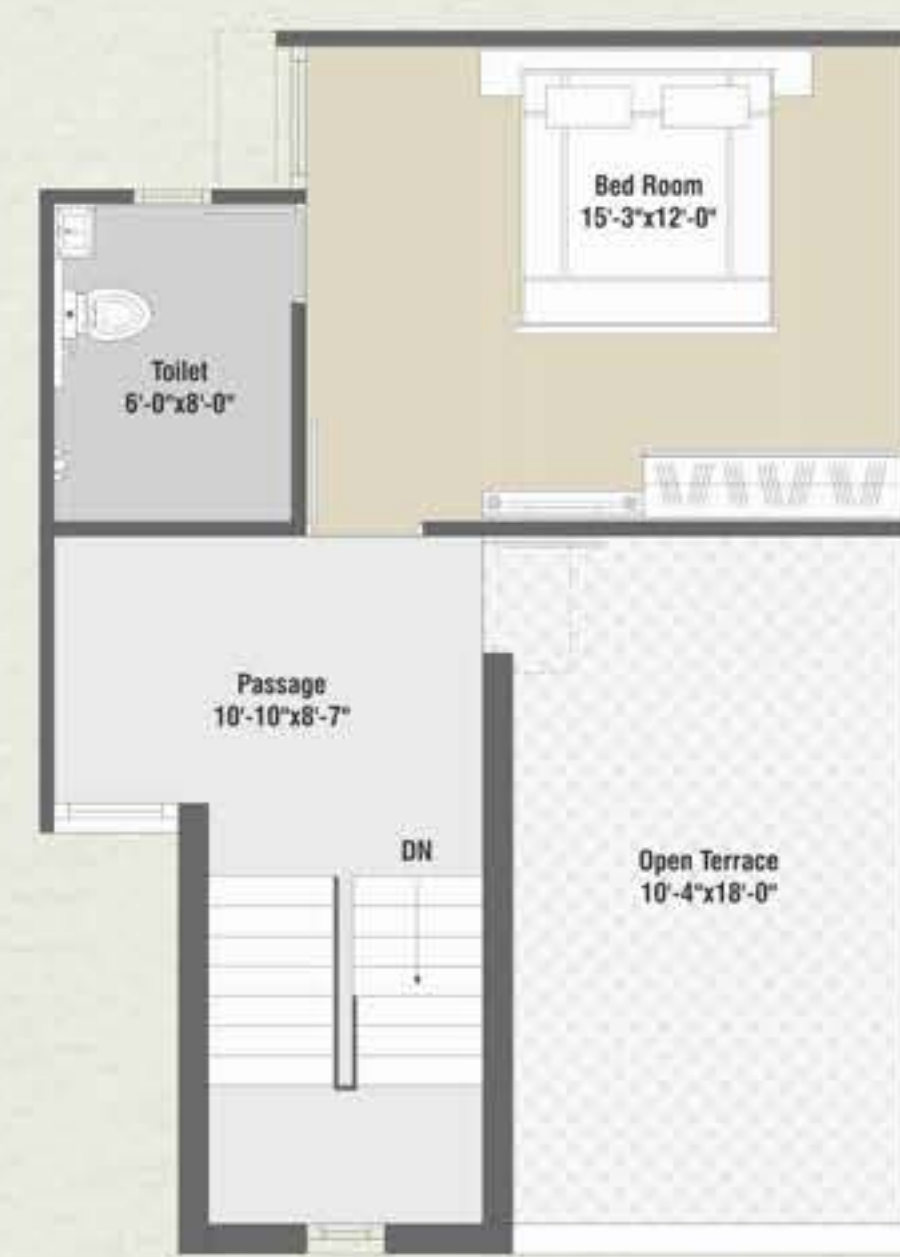 Bed Room
15'-3"x12'-0"
Toilet
6'-0"x8'-0"
Passage
10'-10"x8'-7"
DN
Open Terrace
10'-4"x18'-0"